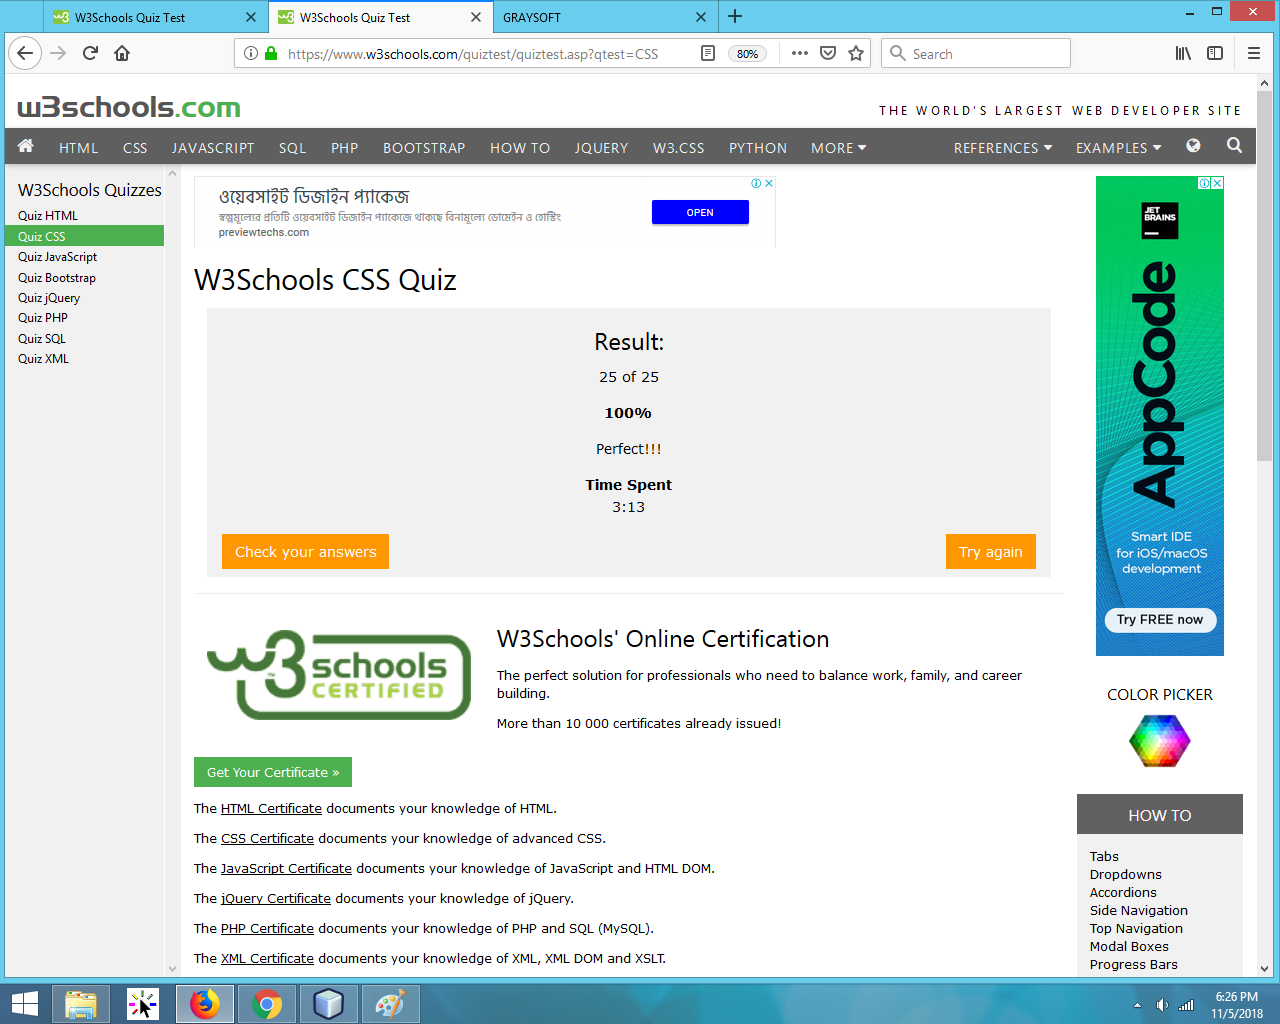 W3Schools Quiz Test
W3Schools Quiz Test
GRAYSOFT
https://www.w3schools.com/quiztest/quiztest.asp?qtest=CSS
80%
Search
w3schools.com
THE WORLD'S LARGEST WEB DEVELOPER SITE
HTML CSS JAVASCRIPT SQL PHP BOOTSTRAP HOW TO JQUERY W3.CSS PYTHON MORE REFERENCES EXAMPLES
W3Schools Quizzes
Quiz HTML
Quiz CSS
Quiz JavaScript
Quiz Bootstrap
Quiz jQuery
Quiz PHP
Quiz SQL
Quiz XML
ওয়েবসাইট ডিজাইন প্যাকেজ
স্বল্পমূল্যের প্রতিটি ওয়েবসাইট ডিজাইন প্যাকেজে থাকছে বিনামূল্যে ডোমেইন ও হোস্টিং
previewtechs.com
OPEN
W3Schools CSS Quiz
Result:
25 of 25
100%
Perfect!!!
Time Spent
3:13
Check your answers
Try again
w3schools
CERTIFIED
W3Schools' Online Certification
The perfect solution for professionals who need to balance work, family, and career
building.
More than 10 000 certificates already issued!
Get Your Certificate »
The HTML Certificate documents your knowledge of HTML.
The CSS Certificate documents your knowledge of advanced CSS.
The JavaScript Certificate documents your knowledge of JavaScript and HTML DOM.
The jQuery Certificate documents your knowledge of jQuery.
The PHP Certificate documents your knowledge of PHP and SQL (MySQL).
The XML Certificate documents your knowledge of XML, XML DOM and XSLT.
JET
BRAINS
AppCode
Smart IDE
for iOS/macOS
development
Try FREE now
COLOR PICKER
HOW TO
Tabs
Dropdowns
Accordions
Side Navigation
Top Navigation
Modal Boxes
Progress Bars
6:26 PM
11/5/2018